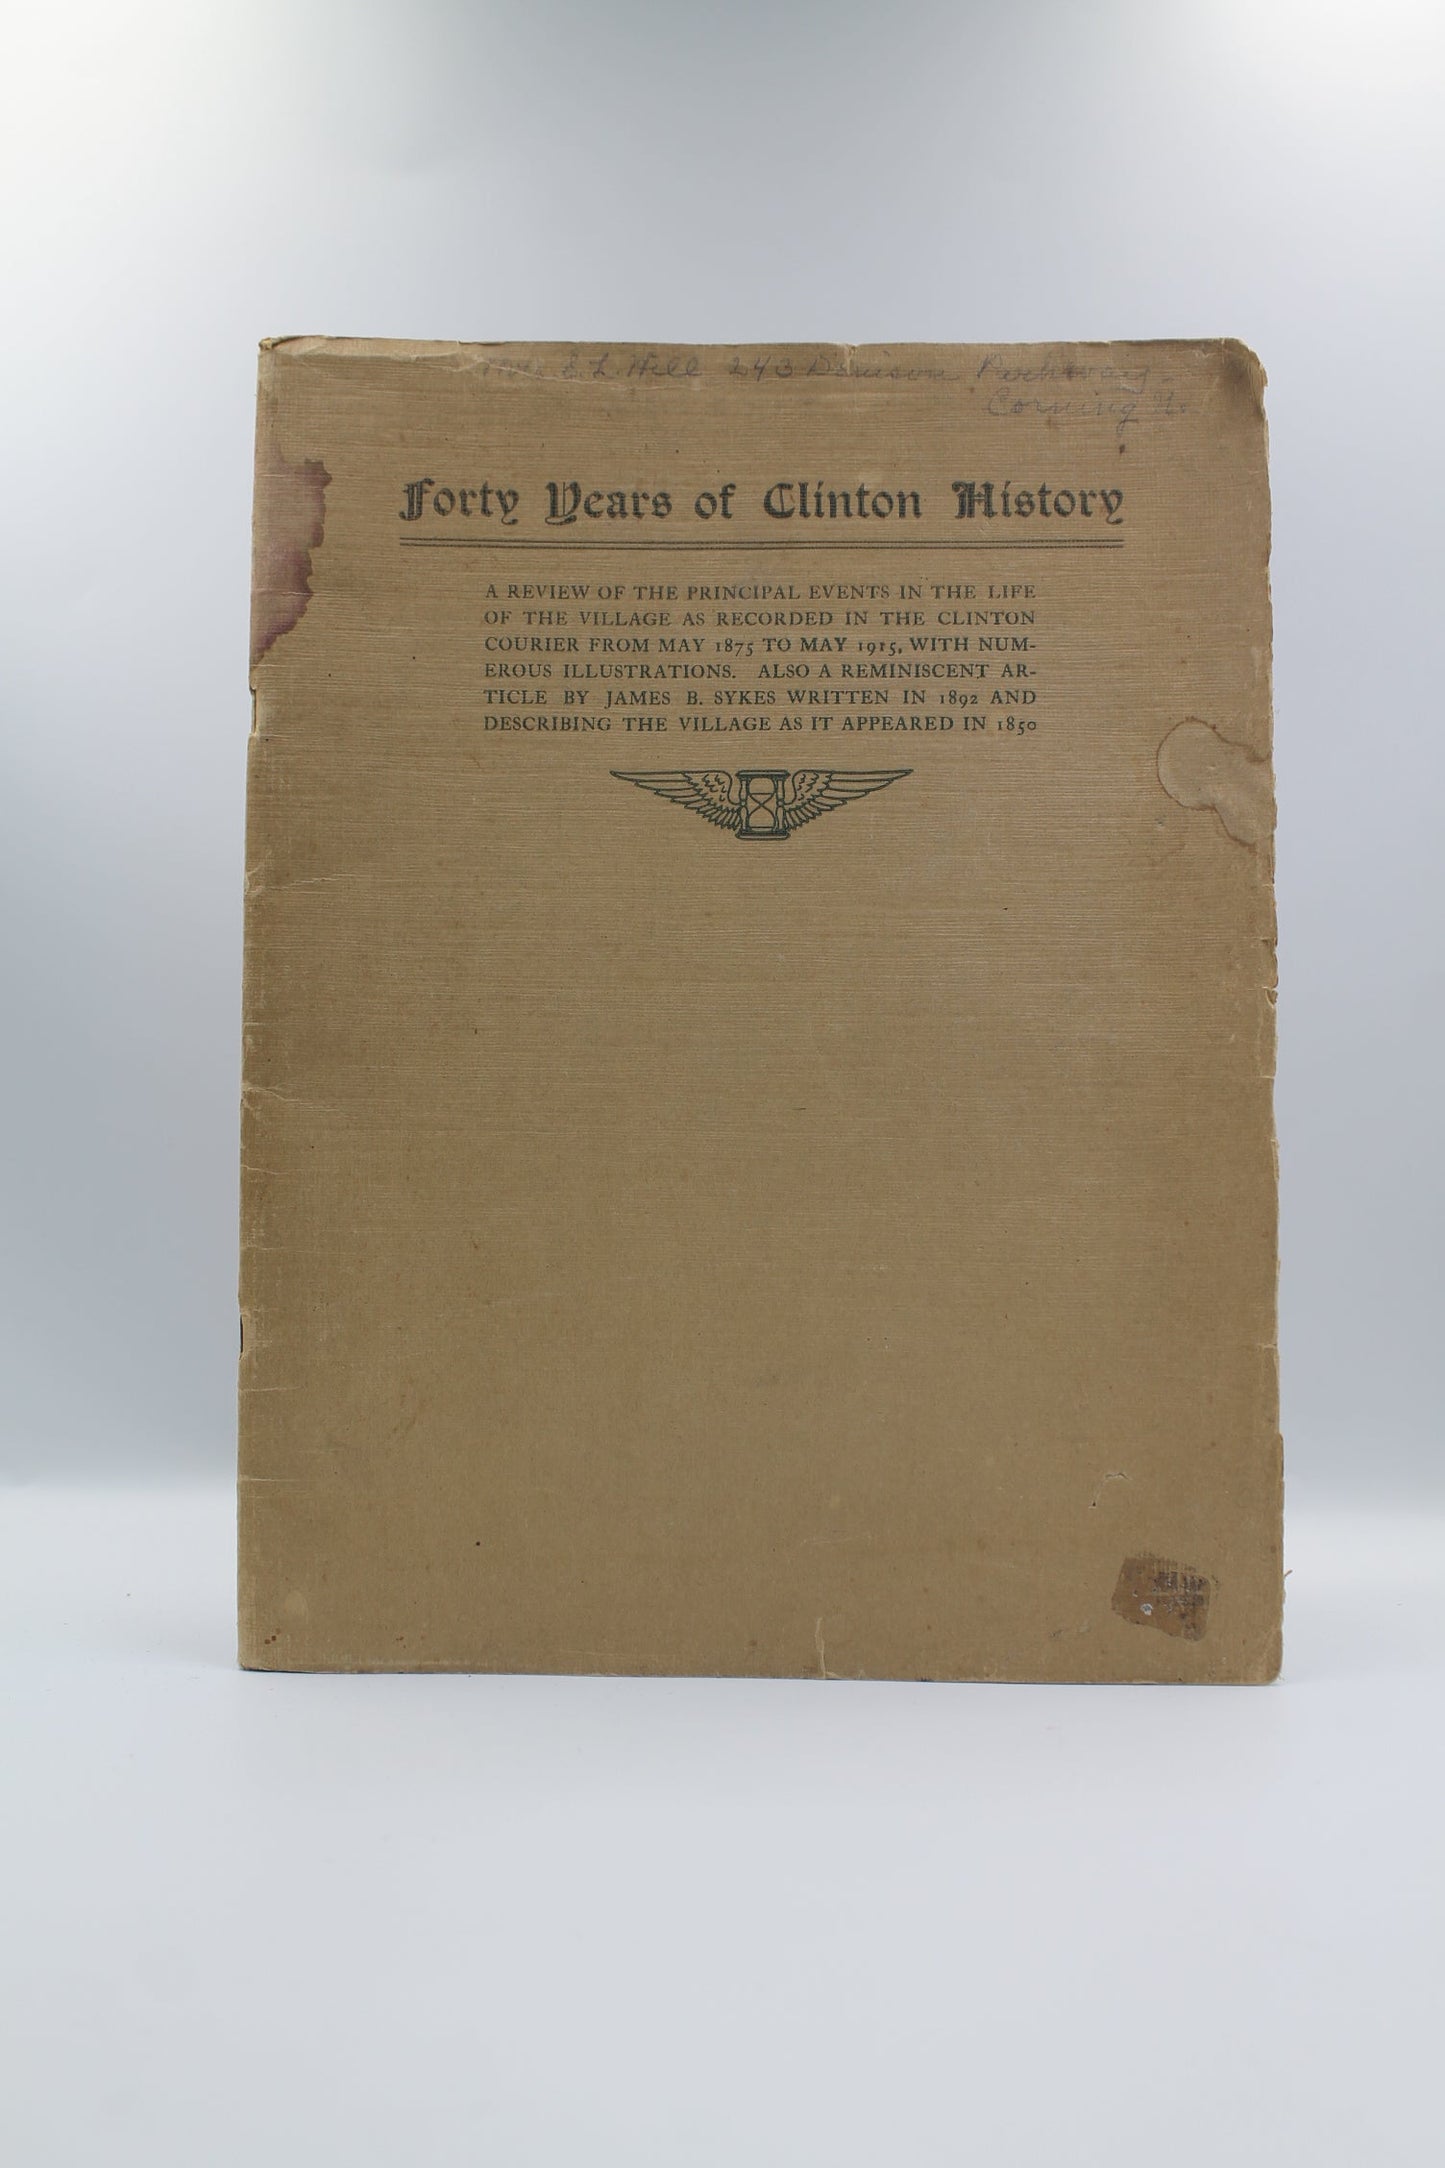 Mrs E. L. Hill 243 Denison Parkway
Corning N.
Forty Years of Clinton History
A REVIEW OF THE PRINCIPAL EVENTS IN THE LIFE
OF THE VILLAGE AS RECORDED IN THE CLINTON
COURIER FROM MAY 1875 TO MAY 1915, WITH NUM-
EROUS ILLUSTRATIONS. ALSO A REMINISCENT AR-
TICLE BY JAMES B. SYKES WRITTEN IN 1892 AND
DESCRIBING THE VILLAGE AS IT APPEARED IN 1850